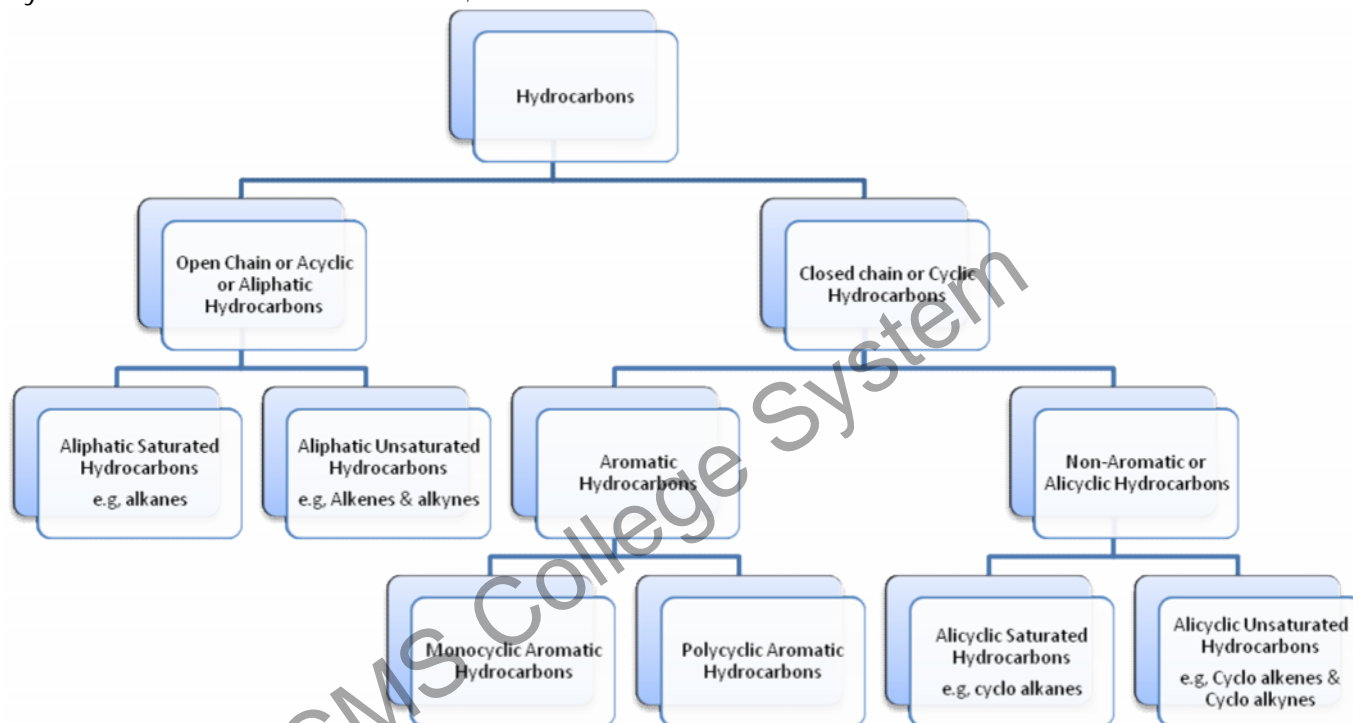 Hydrocarbons
Open Chain or Acyclic
or Aliphatic
Hydrocarbons
Closed chain or Cyclic
Hydrocarbons
Aliphatic Saturated
Hydrocarbons
e.g, alkanes
Aliphatic Unsaturated
Hydrocarbons
e.g, Alkenes & alkynes
Aromatic
Hydrocarbons
Non-Aromatic or
Alicyclic Hydrocarbons
Monocyclic Aromatic
Hydrocarbons
Polycyclic Aromatic
Hydrocarbons
Alicyclic Saturated
Hydrocarbons
e.g, cyclo alkanes
Alicyclic Unsaturated
Hydrocarbons
e.g, Cyclo alkenes &
Cyclo alkynes
College System